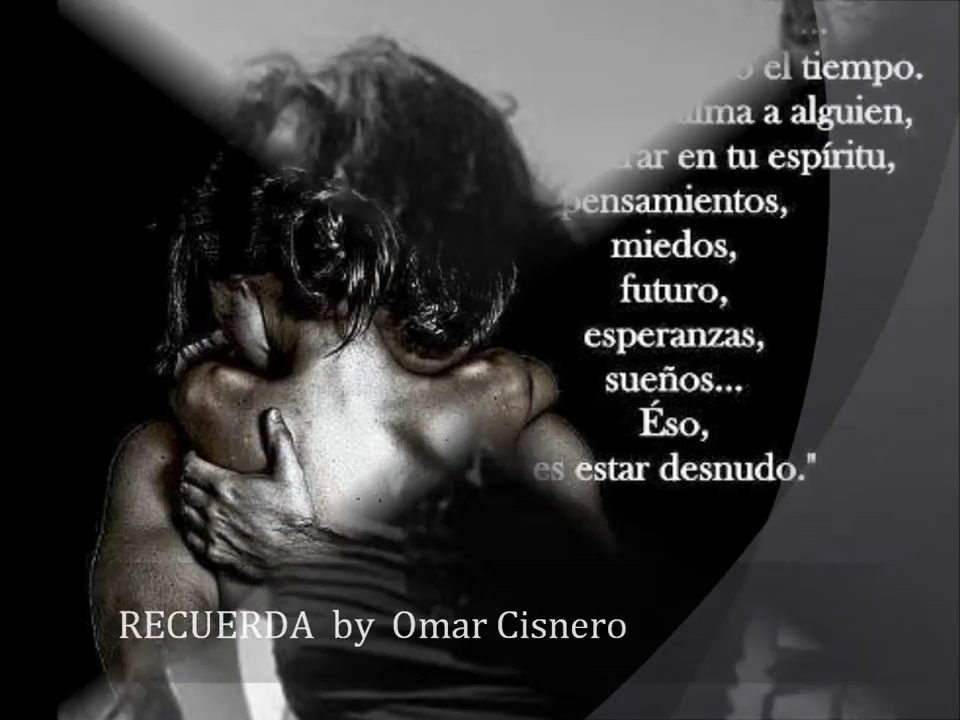 ...
el tiempo.
a alguien,
en tu espíritu,
pensamientos,
miedos,
futuro,
esperanzas,
sueños...
Éso,
es estar desnudo."
RECUERDA by Omar Cisnero